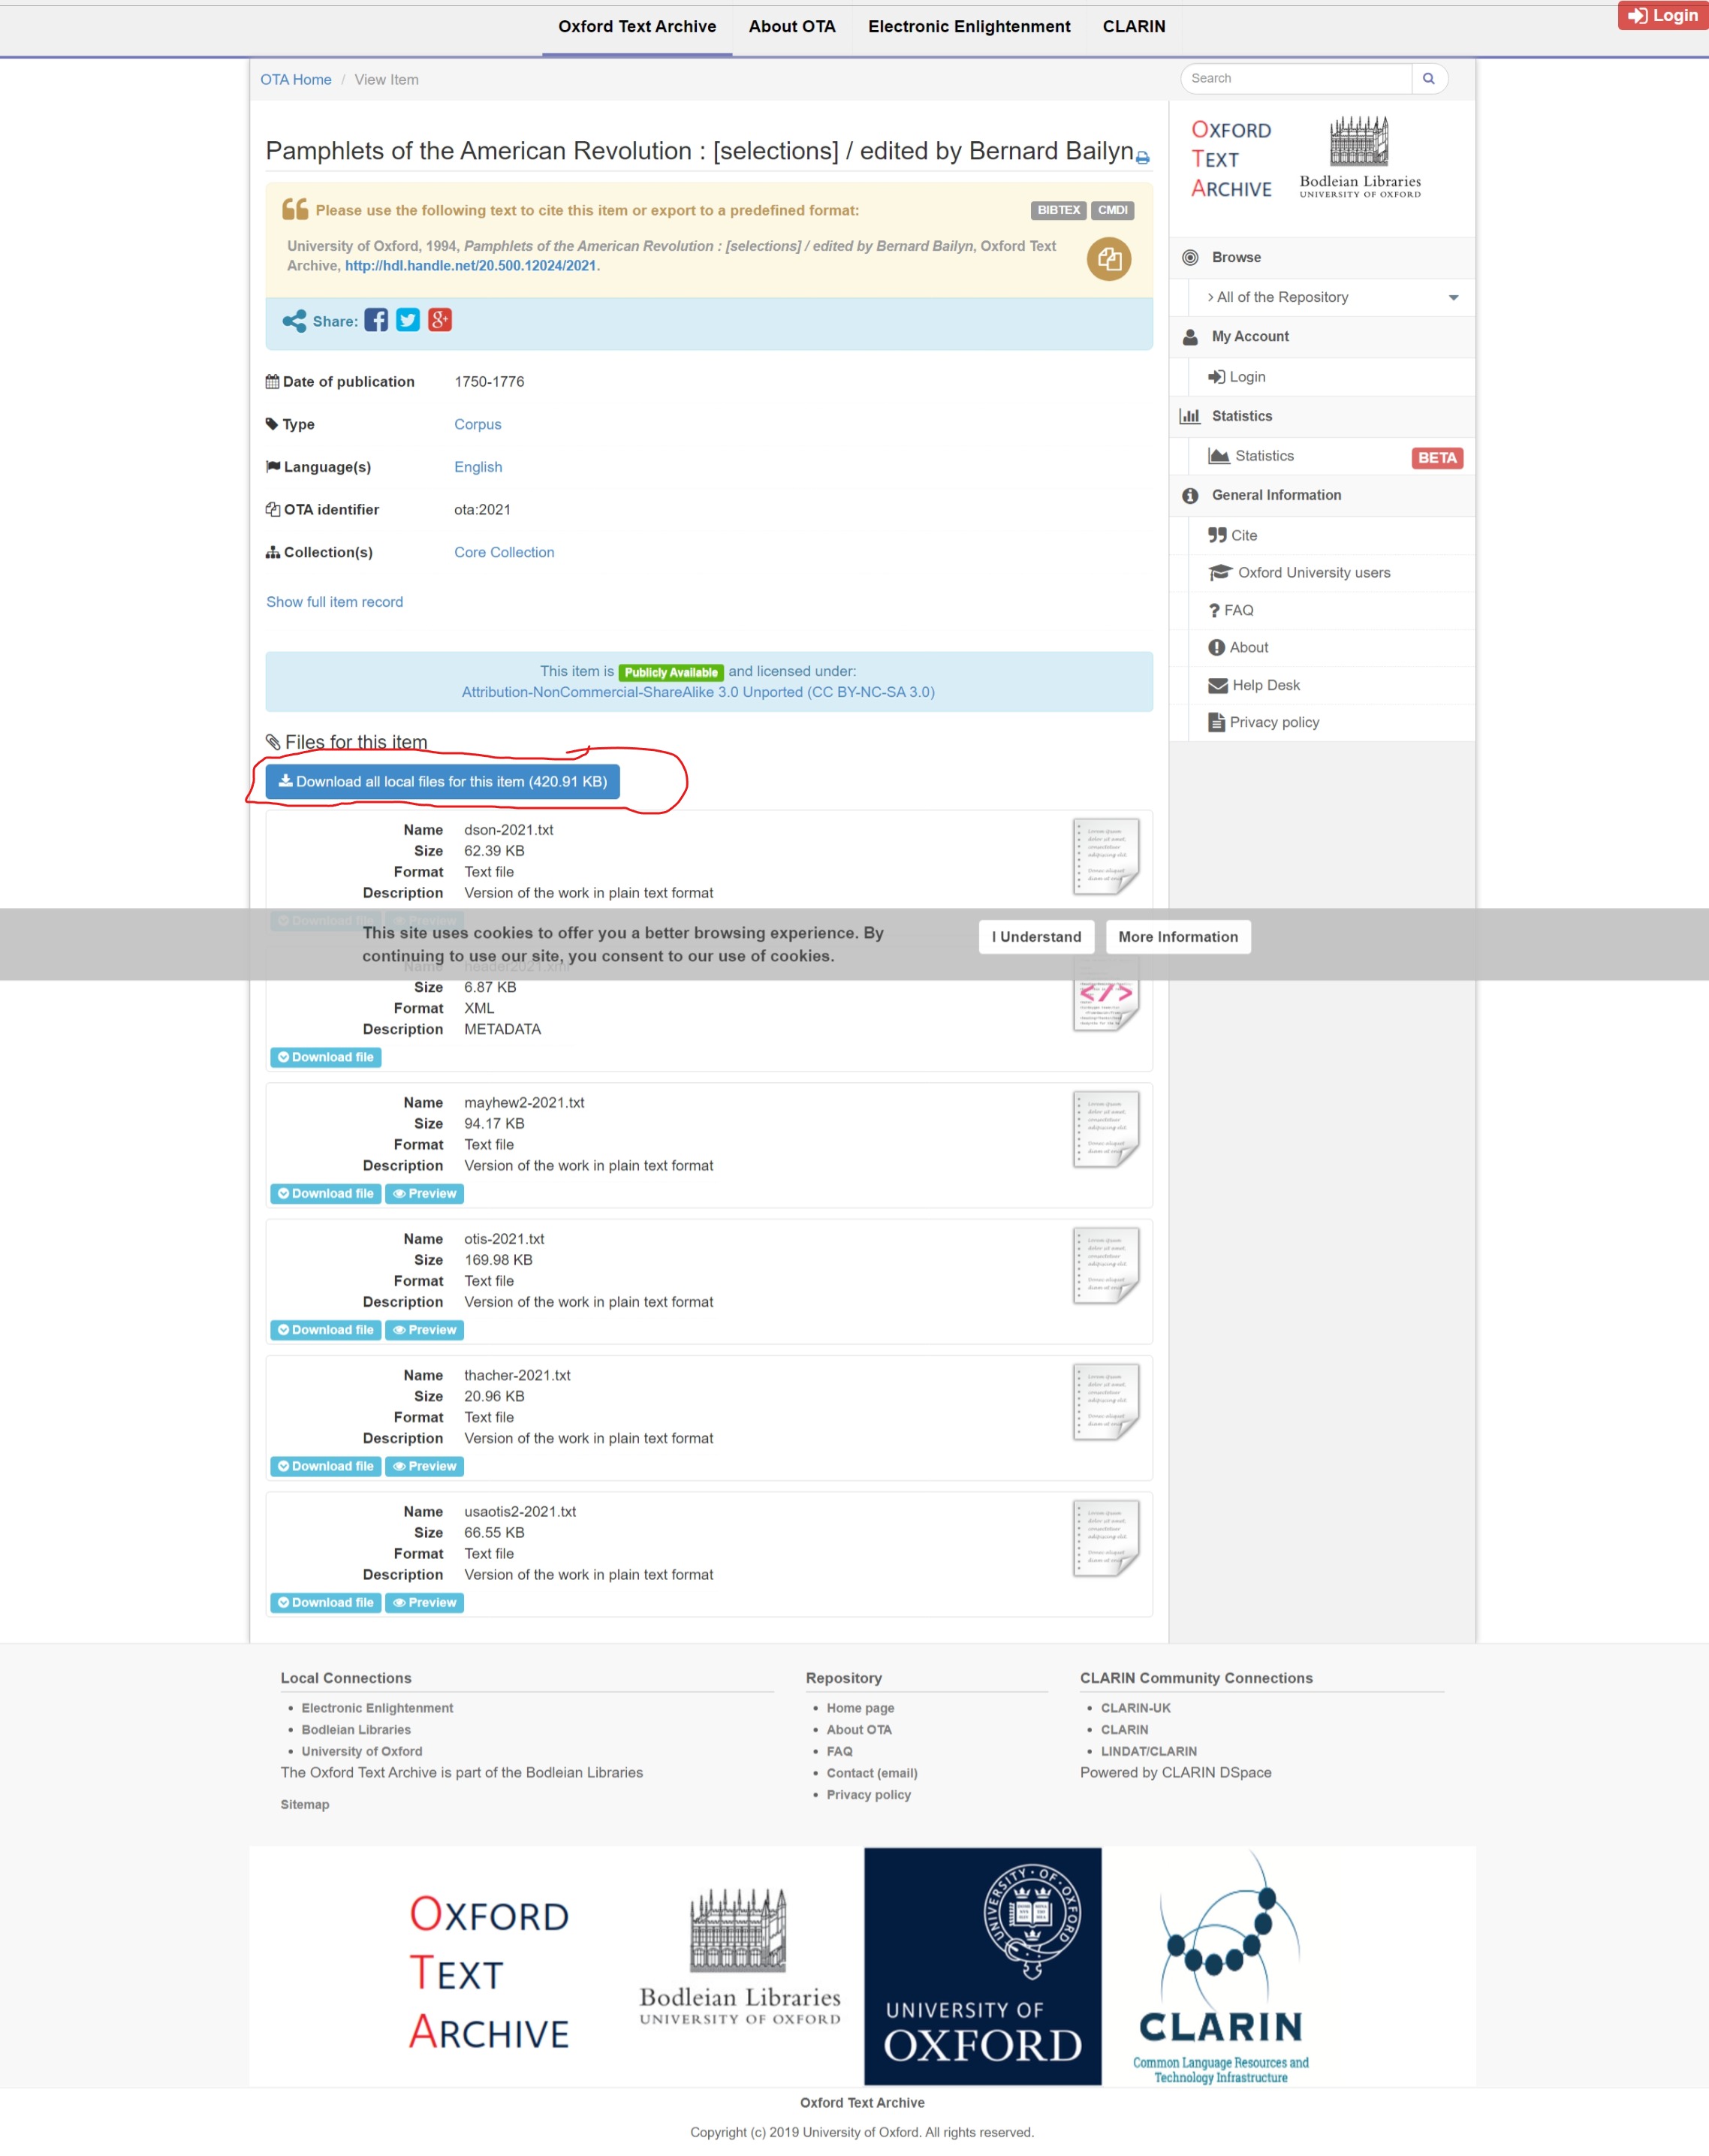 Oxford Text Archive About OTA Electronic Enlightenment CLARIN Login
OTA Home / View Item
Search
Pamphlets of the American Revolution : [selections] / edited by Bernard Bailyn
Please use the following text to cite this item or export to a predefined format:
BIBTEX CMDI
University of Oxford, 1994, Pamphlets of the American Revolution : [selections] / edited by Bernard Bailyn, Oxford Text
Archive, http://hdl.handle.net/20.500.12024/2021.
Share:
Date of publication 1750-1776
Type Corpus
Language(s) English
OTA identifier ota:2021
Collection(s) Core Collection
Show full item record
This item is Publicly Available and licensed under:
Attribution-NonCommercial-ShareAlike 3.0 Unported (CC BY-NC-SA 3.0)
Files for this item
Download all local files for this item (420.91 KB)
Name dson-2021.txt
Size 62.39 KB
Format Text file
Description Version of the work in plain text format
Download file Preview
This site uses cookies to offer you a better browsing experience. By
continuing to use our site, you consent to our use of cookies.
I Understand More Information
Name header2021.xml
Size 6.87 KB
Format XML
Description METADATA
Download file
Name mayhew2-2021.txt
Size 94.17 KB
Format Text file
Description Version of the work in plain text format
Download file Preview
Name otis-2021.txt
Size 169.98 KB
Format Text file
Description Version of the work in plain text format
Download file Preview
Name thacher-2021.txt
Size 20.96 KB
Format Text file
Description Version of the work in plain text format
Download file Preview
Name usaotis2-2021.txt
Size 66.55 KB
Format Text file
Description Version of the work in plain text format
Download file Preview
OXFORD
TEXT
ARCHIVE
Bodleian Libraries
UNIVERSITY OF OXFORD
Browse
All of the Repository
My Account
Login
Statistics
Statistics BETA
General Information
Cite
Oxford University users
FAQ
About
Help Desk
Privacy policy
Local Connections
Electronic Enlightenment
Bodleian Libraries
University of Oxford
The Oxford Text Archive is part of the Bodleian Libraries
Sitemap
Repository
Home page
About OTA
FAQ
Contact (email)
Privacy policy
CLARIN Community Connections
CLARIN-UK
CLARIN
LINDAT/CLARIN
Powered by CLARIN DSpace
OXFORD
TEXT
ARCHIVE
Bodleian Libraries
UNIVERSITY OF OXFORD
UNIVERSITY OF OXFORD
UNIVERSITY OF
OXFORD
CLARIN
Common Language Resources and
Technology Infrastructure
Oxford Text Archive
Copyright (c) 2019 University of Oxford. All rights reserved.